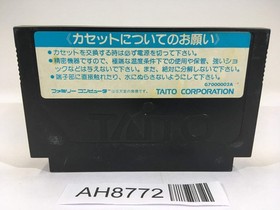 《カセットについてのお願い》
●カセットを交換する時は必ず電源を切って下さい。
●精密機器ですので、極端な温度条件下での使用や保管、強いショックなどは与えないで下さい。また、絶対に分解しないで下さい。
●端子部に直接触れたり、水にぬらさないようにして下さい。
ファミリーコンピュータ
TAITO CORPORATION
AH8772